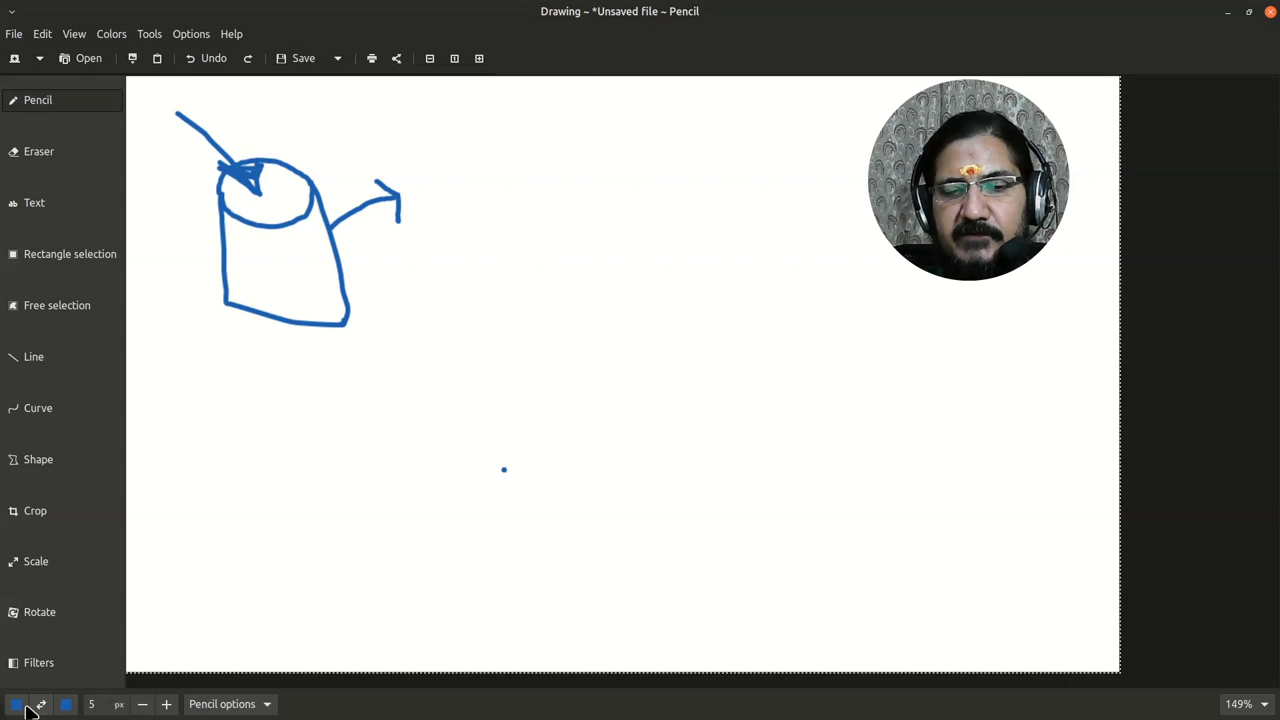 Drawing ~ *Unsaved file ~ Pencil
File Edit View Colors Tools Options Help
Open Undo Save
Pencil
Eraser
Text
Rectangle selection
Free selection
Line
Curve
Shape
Crop
Scale
Rotate
Filters
5 px Pencil options 149%